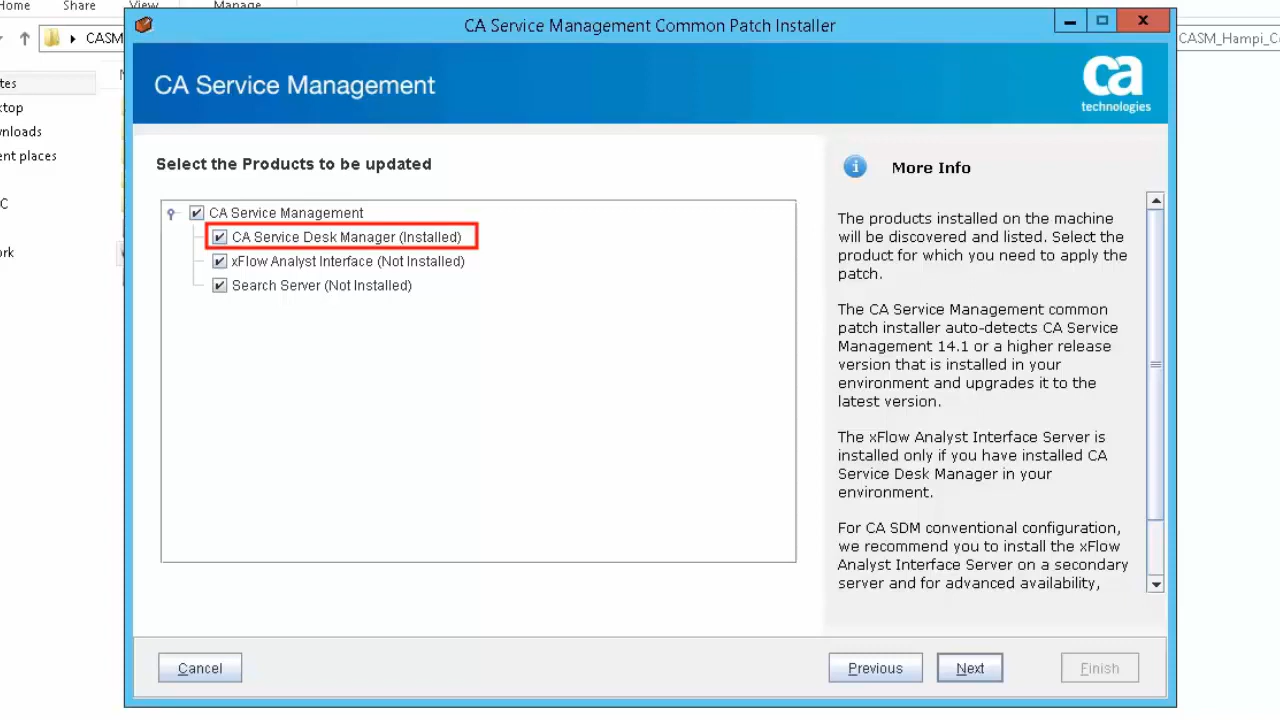 Home Share View Manage
CA Service Management Common Patch Installer
CASM
CASM_Hampi_C
CA Service Management
ca
technologies
tes
ktop
nloads
ent places
C
ork
Select the Products to be updated
CA Service Management
CA Service Desk Manager (Installed)
xFlow Analyst Interface (Not Installed)
Search Server (Not Installed)
More Info
The products installed on the machine
will be discovered and listed. Select the
product for which you need to apply the
patch.
The CA Service Management common
patch installer auto-detects CA Service
Management 14.1 or a higher release
version that is installed in your
environment and upgrades it to the
latest version.
The xFlow Analyst Interface Server is
installed only if you have installed CA
Service Desk Manager in your
environment.
For CA SDM conventional configuration,
we recommend you to install the xFlow
Analyst Interface Server on a secondary
server and for advanced availability,
Cancel
Previous
Next
Finish